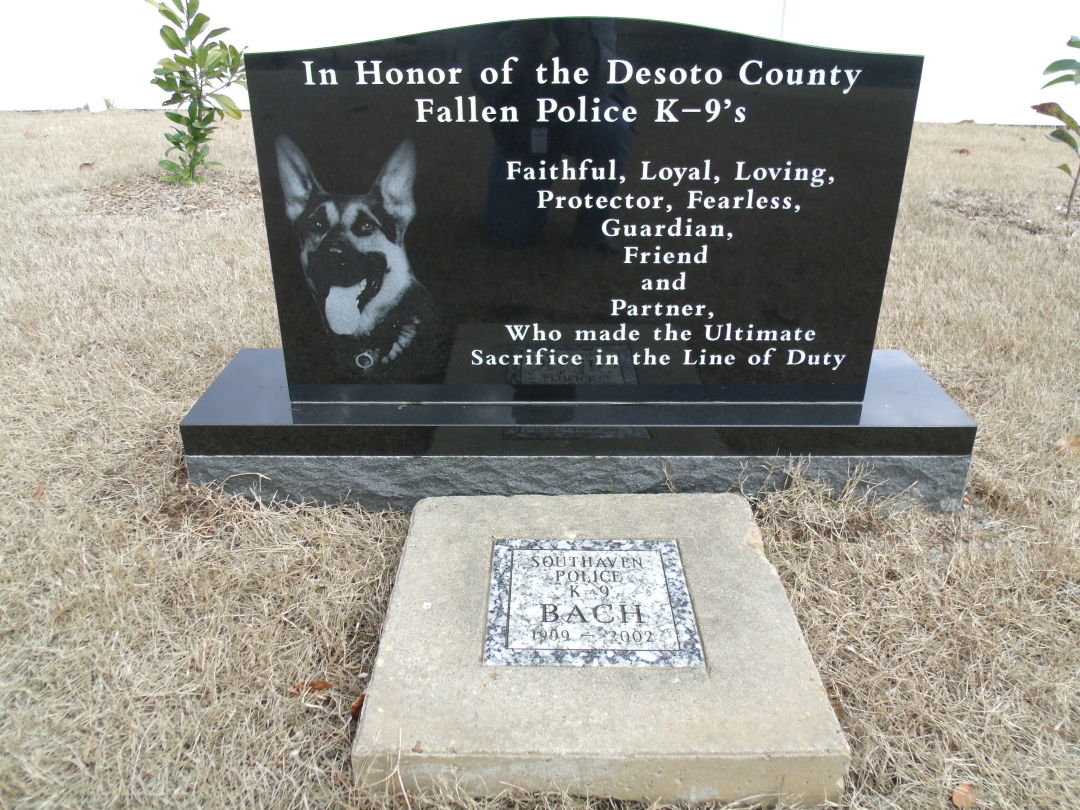 In Honor of the Desoto County
Fallen Police K-9's
Faithful, Loyal, Loving,
Protector, Fearless,
Guardian,
Friend
and
Partner,
Who made the Ultimate
Sacrifice in the Line of Duty
SOUTHAVEN
POLICE
K-9
BACH
1999 - 2002